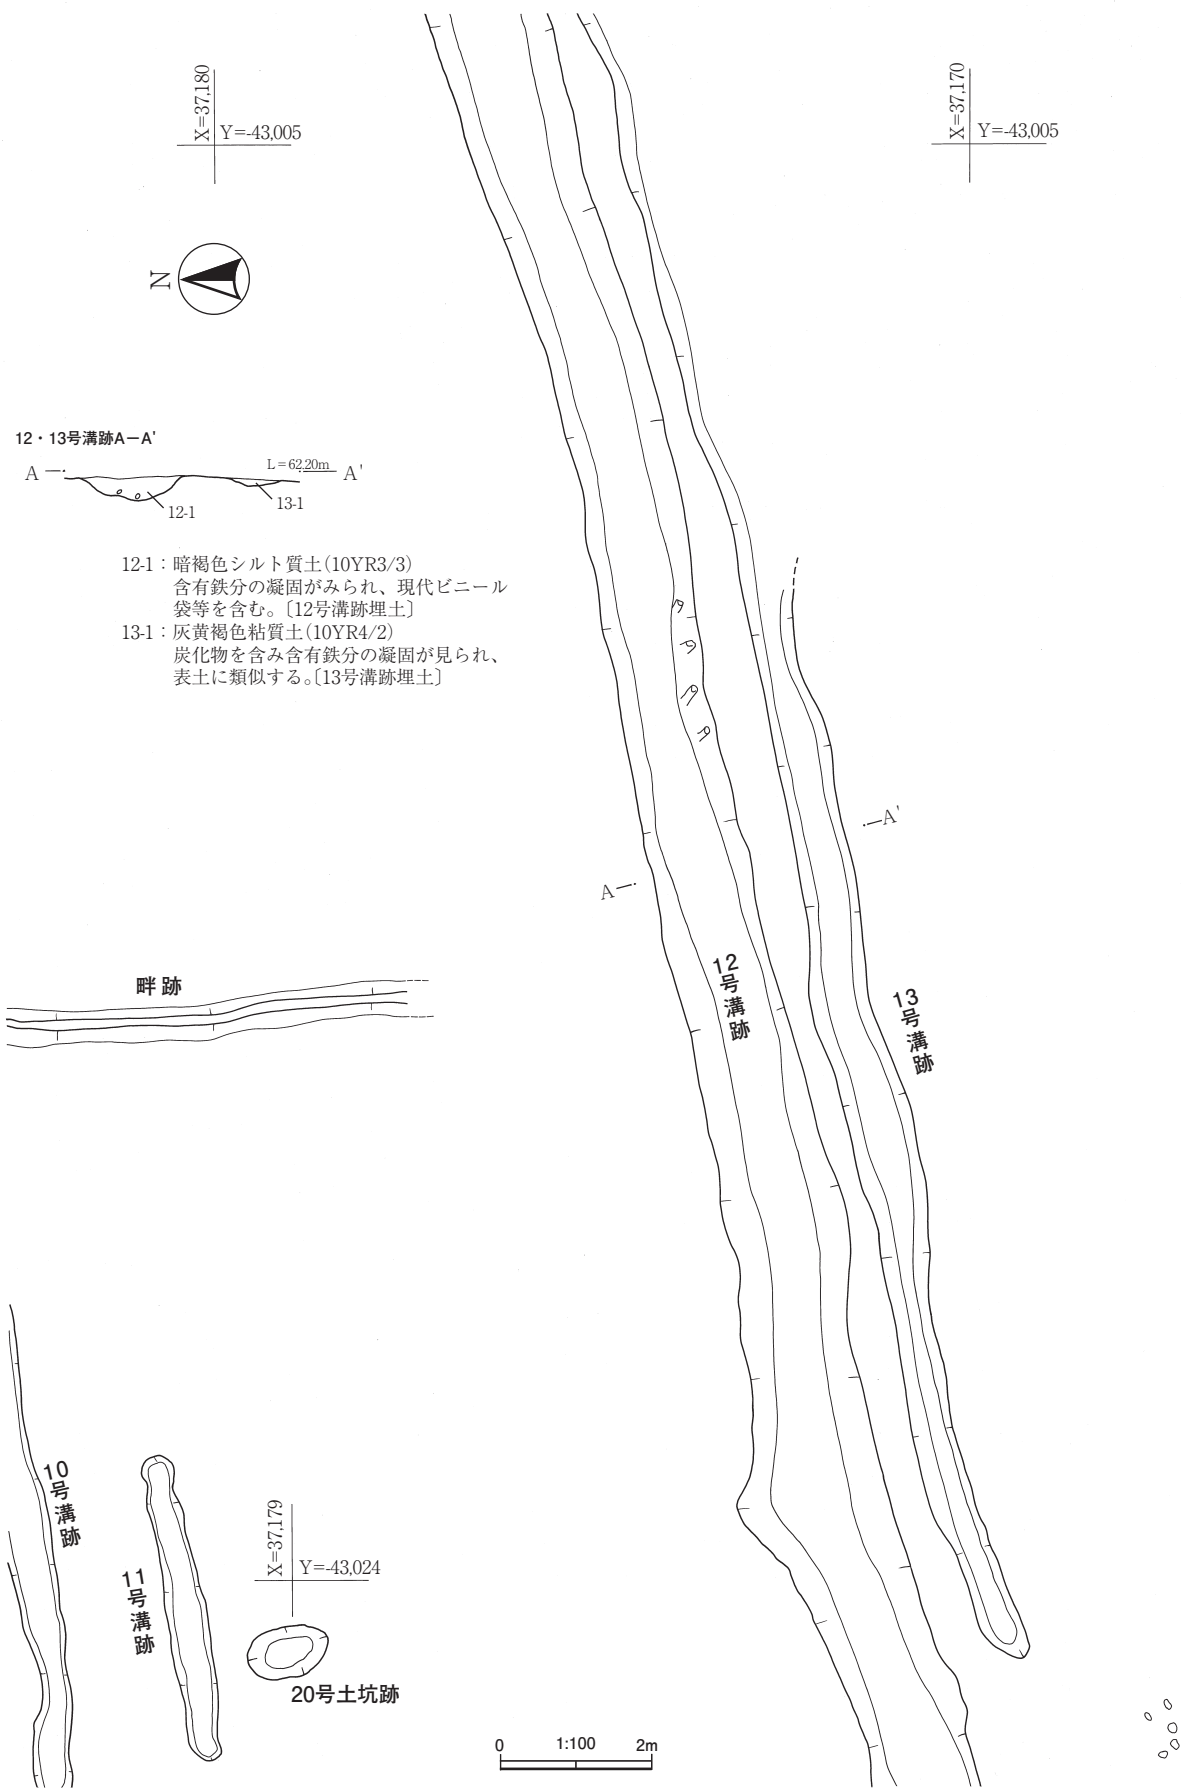 X=37,180
Y=-43,005
X=37,170
Y=-43,005
N
12・13号溝跡A－A'
A
L＝62.20m
A'
12-1
13-1
12-1：暗褐色シルト質土(10YR3/3)
含有鉄分の凝固がみられ、現代ビニール
袋等を含む。〔12号溝跡埋土〕
13-1：灰黄褐色粘質土(10YR4/2)
炭化物を含み含有鉄分の凝固が見られ、
表土に類似する。〔13号溝跡埋土〕
A'
A
12号溝跡
13号溝跡
畔跡
10号溝跡
11号溝跡
X=37,179
Y=-43,024
20号土坑跡
0 1:100 2m